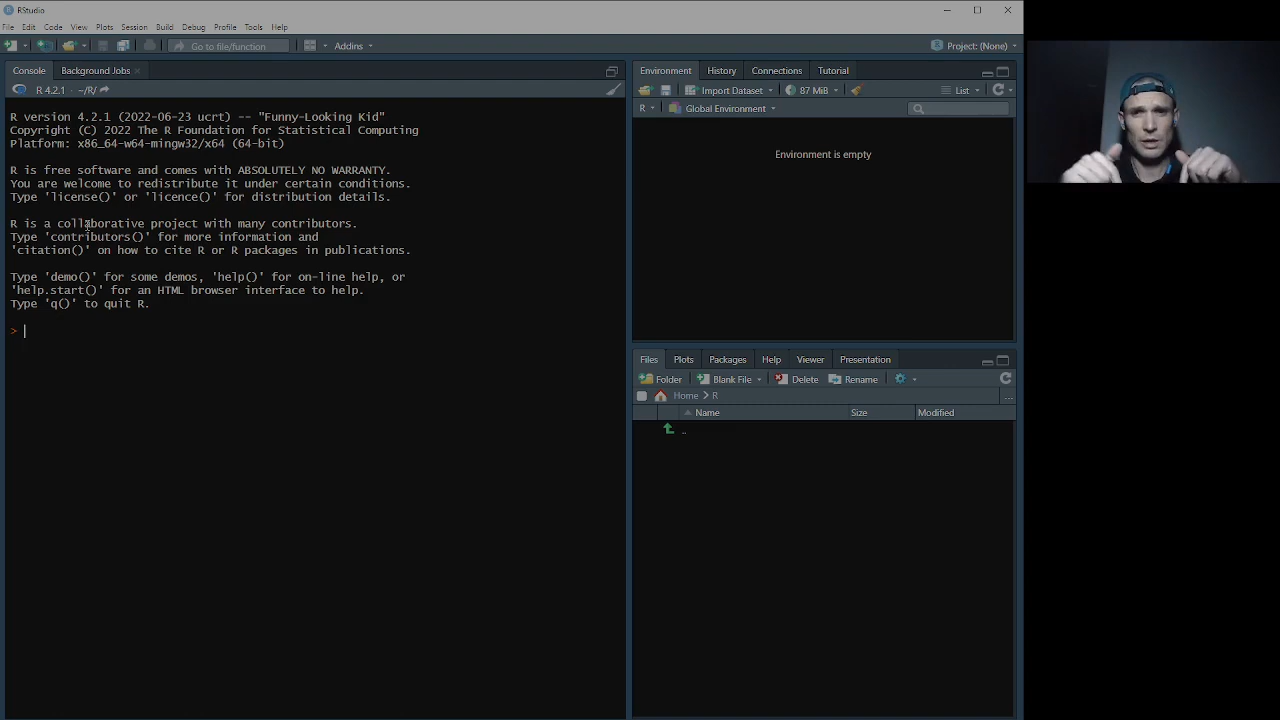 RStudio
File Edit Code View Plots Session Build Debug Profile Tools Help
Go to file/function Addins Project: (None)
Console Background Jobs
R 4.2.1 · ~/R/
R version 4.2.1 (2022-06-23 ucrt) -- "Funny-Looking Kid"
Copyright (C) 2022 The R Foundation for Statistical Computing
Platform: x86_64-w64-mingw32/x64 (64-bit)
R is free software and comes with ABSOLUTELY NO WARRANTY.
You are welcome to redistribute it under certain conditions.
Type 'license()' or 'licence()' for distribution details.
R is a collaborative project with many contributors.
Type 'contributors()' for more information and
'citation()' on how to cite R or R packages in publications.
Type 'demo()' for some demos, 'help()' for on-line help, or
'help.start()' for an HTML browser interface to help.
Type 'q()' to quit R.
>
Environment History Connections Tutorial
Import Dataset 87 MiB List
R Global Environment
Environment is empty
Files Plots Packages Help Viewer Presentation
Folder Blank File Delete Rename
Home R ...
Name Size Modified
..